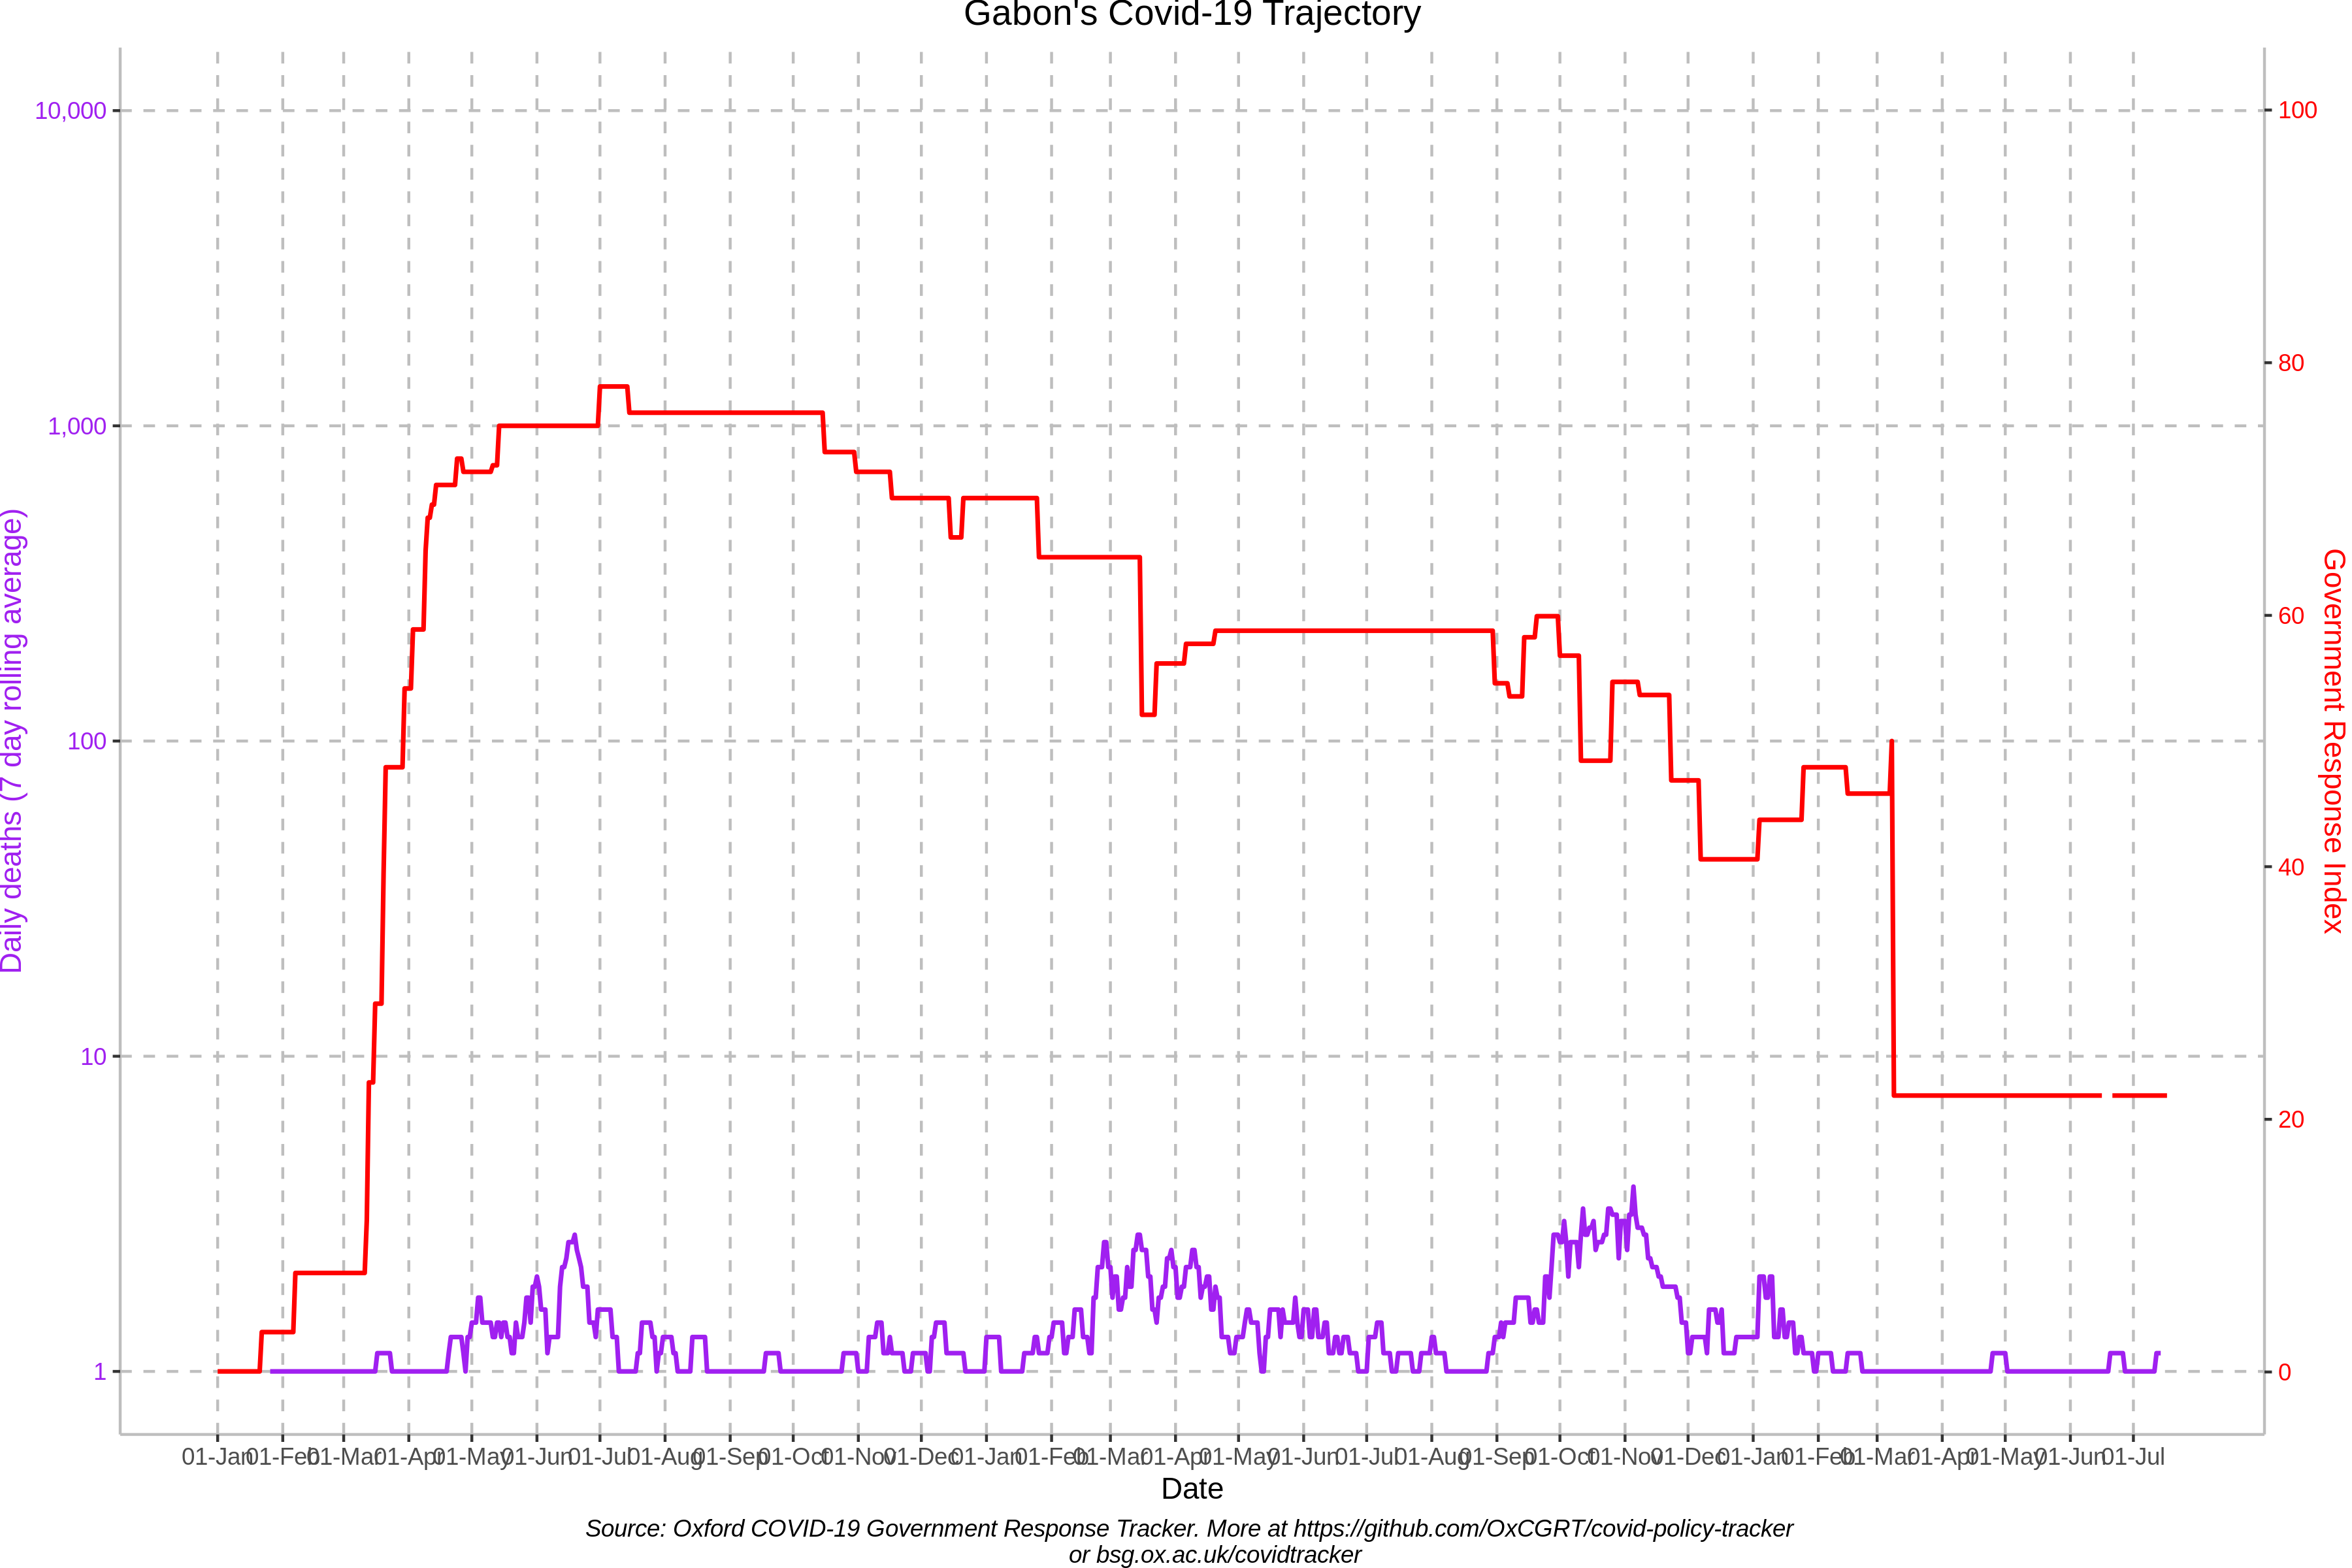 Gabon's Covid-19 Trajectory
10,000
1,000
100
10
1
Daily deaths (7 day rolling average)
100
80
60
40
20
0
Government Response Index
01-Jan 01-Feb 01-Mar 01-Apr 01-May 01-Jun 01-Jul 01-Aug 01-Sep 01-Oct 01-Nov 01-Dec 01-Jan 01-Feb 01-Mar 01-Apr 01-May 01-Jun 01-Jul 01-Aug 01-Sep 01-Oct 01-Nov 01-Dec 01-Jan 01-Feb 01-Mar 01-Apr 01-May 01-Jun 01-Jul
Date
Source: Oxford COVID-19 Government Response Tracker. More at https://github.com/OxCGRT/covid-policy-tracker
or bsg.ox.ac.uk/covidtracker